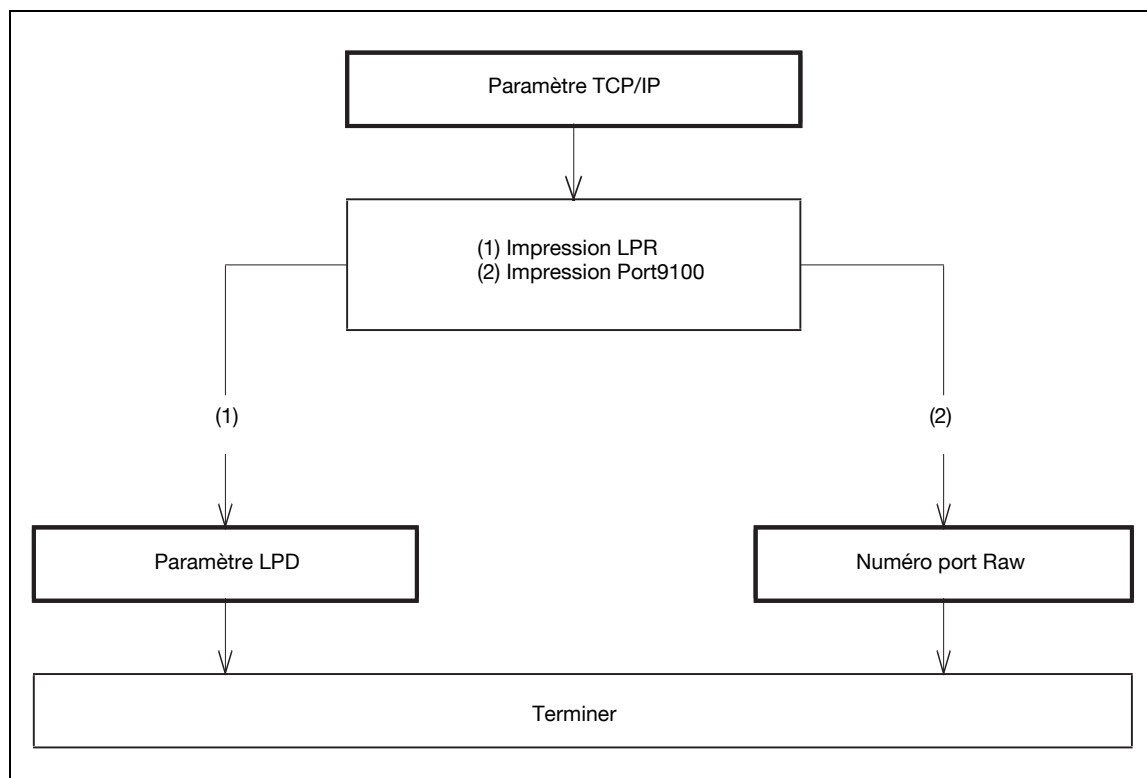 Paramètre TCP/IP
(1) Impression LPR
(2) Impression Port9100
(1)
(2)
Paramètre LPD
Numéro port Raw
Terminer